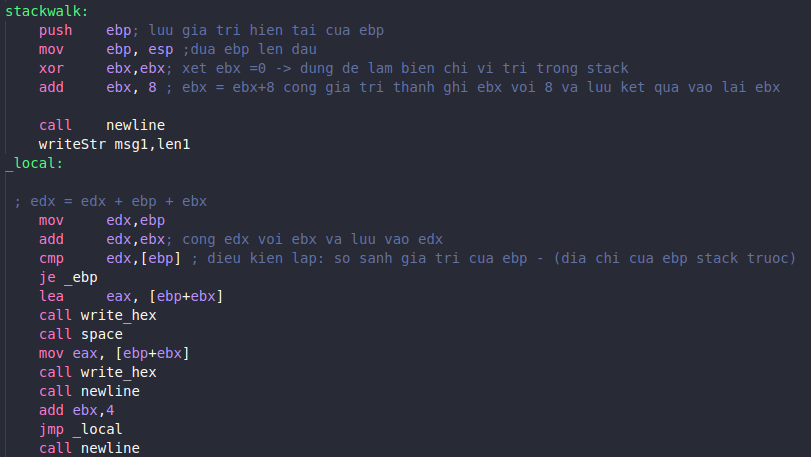 stackwalk:
    push    ebp; luu gia tri hien tai cua ebp
    mov     ebp, esp ;dua ebp len dau
    xor     ebx,ebx; xet ebx =0 -> dung de lam bien chi vi tri trong stack
    add     ebx, 8 ; ebx = ebx+8 cong gia tri thanh ghi ebx voi 8 va luu ket qua vao lai ebx
    call    newline
    writeStr msg1,len1
_local:
 ; edx = edx + ebp + ebx
    mov     edx,ebp
    add     edx,ebx; cong edx voi ebx va luu vao edx
    cmp     edx,[ebp] ; dieu kien lap: so sanh gia tri cua ebp - (dia chi cua ebp stack truoc)
    je _ebp
    lea     eax, [ebp+ebx]
    call write_hex
    call space
    mov eax, [ebp+ebx]
    call write_hex
    call newline
    add ebx,4
    jmp _local
    call newline